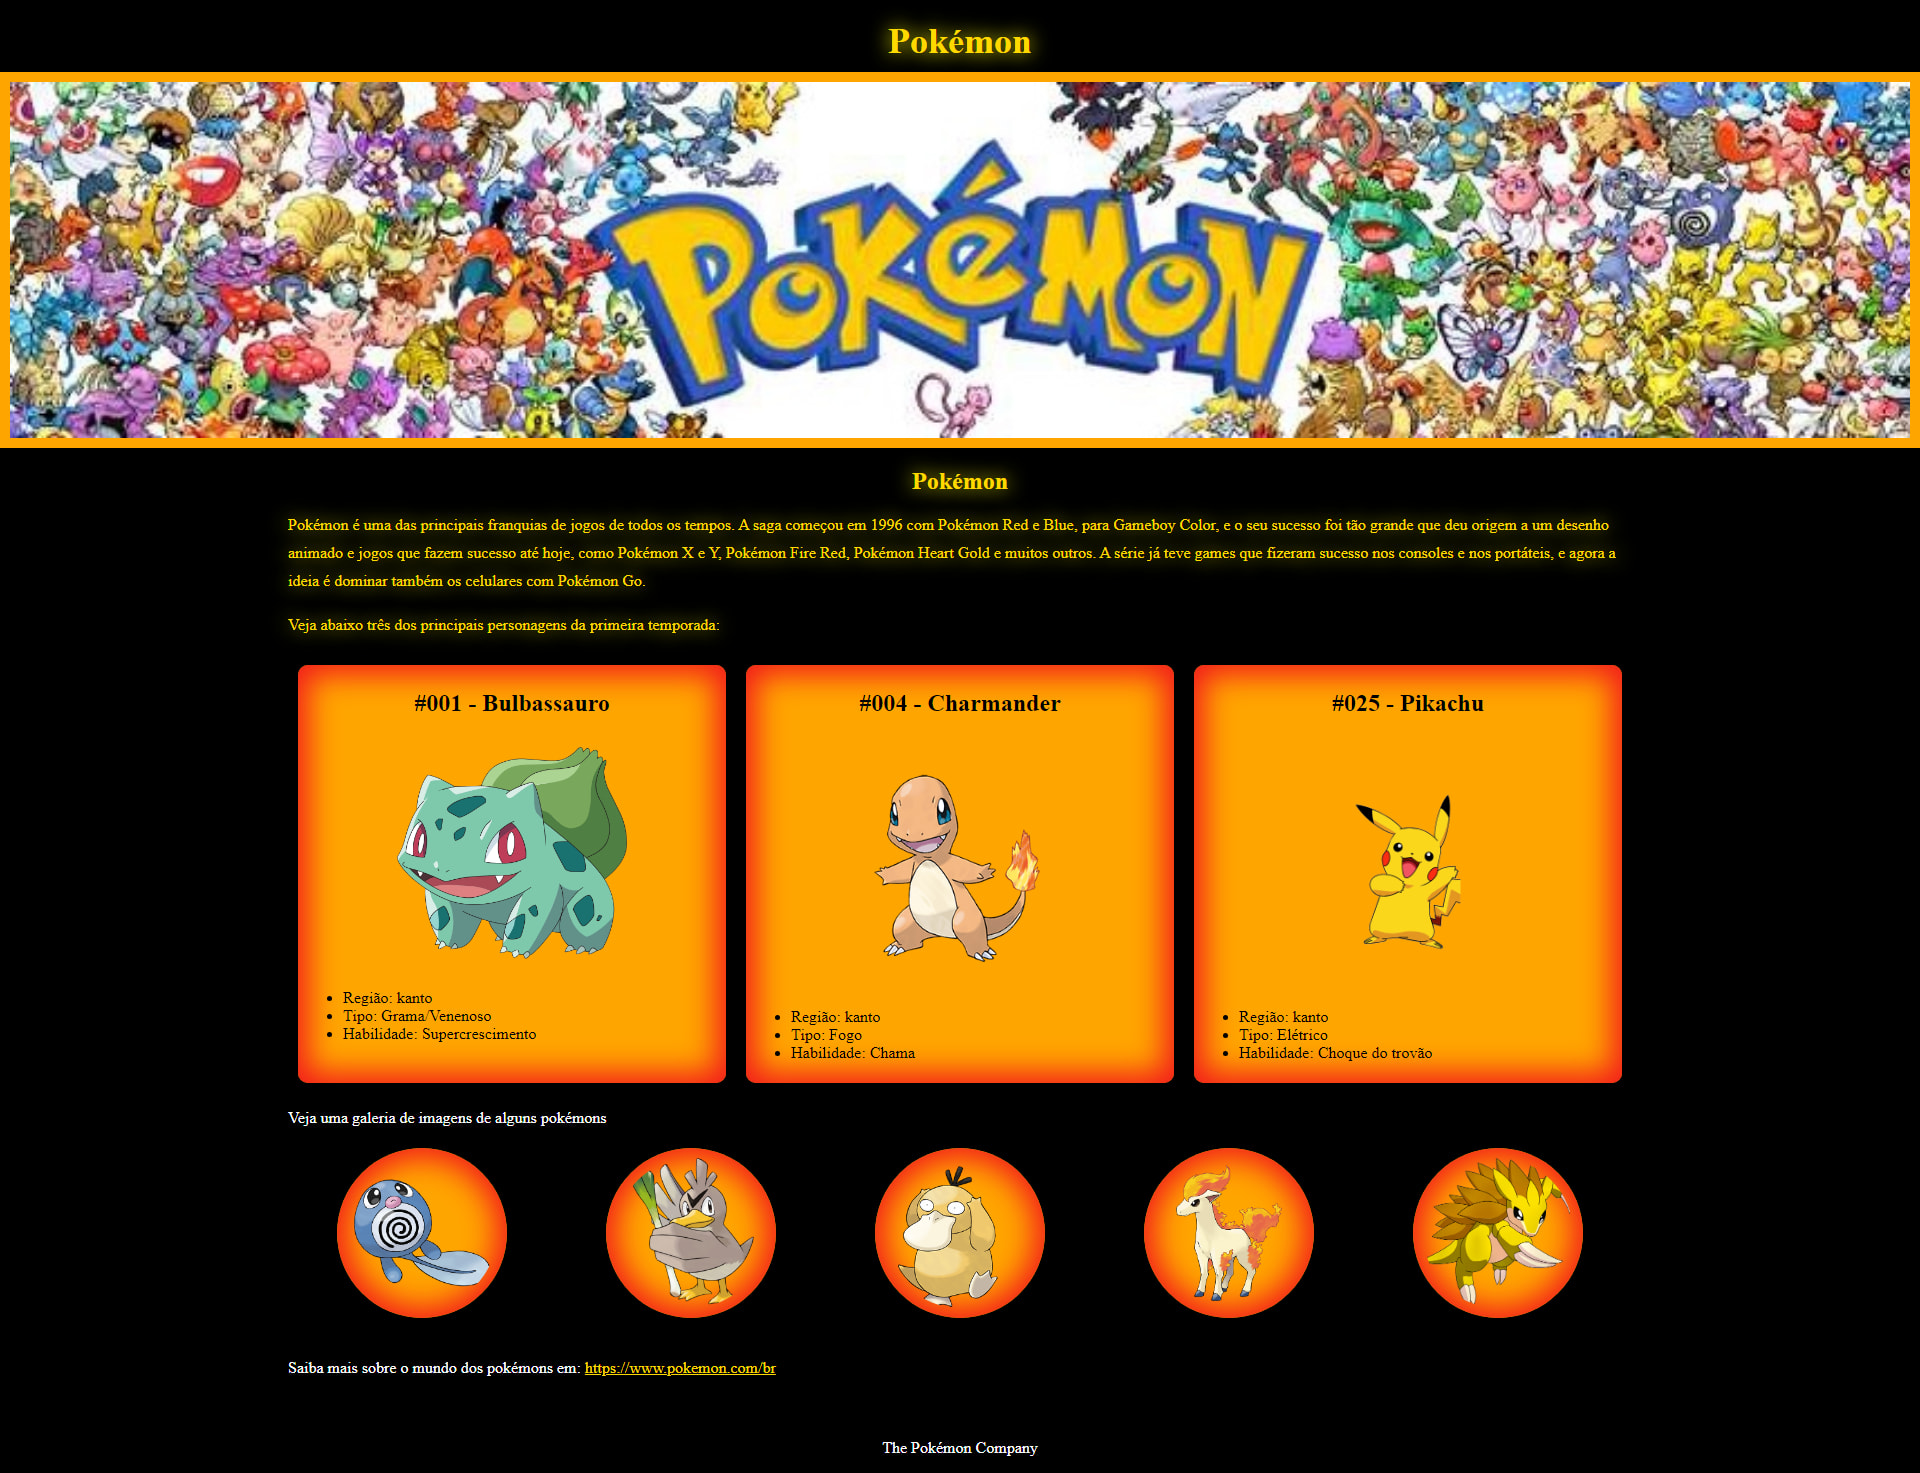 Pokémon
POKÉMON
Pokémon
Pokémon é uma das principais franquias de jogos de todos os tempos. A saga começou em 1996 com Pokémon Red e Blue, para Gameboy Color, e o seu sucesso foi tão grande que deu origem a um desenho
animado e jogos que fazem sucesso até hoje, como Pokémon X e Y, Pokémon Fire Red, Pokémon Heart Gold e muitos outros. A série já teve games que fizeram sucesso nos consoles e nos portáteis, e agora a
ideia é dominar também os celulares com Pokémon Go.
Veja abaixo três dos principais personagens da primeira temporada:
#001 - Bulbassauro
Região: kanto
Tipo: Grama/Venenoso
Habilidade: Supercrescimento
#004 - Charmander
Região: kanto
Tipo: Fogo
Habilidade: Chama
#025 - Pikachu
Região: kanto
Tipo: Elétrico
Habilidade: Choque do trovão
Veja uma galeria de imagens de alguns pokémons
Saiba mais sobre o mundo dos pokémons em: https://www.pokemon.com/br
The Pokémon Company